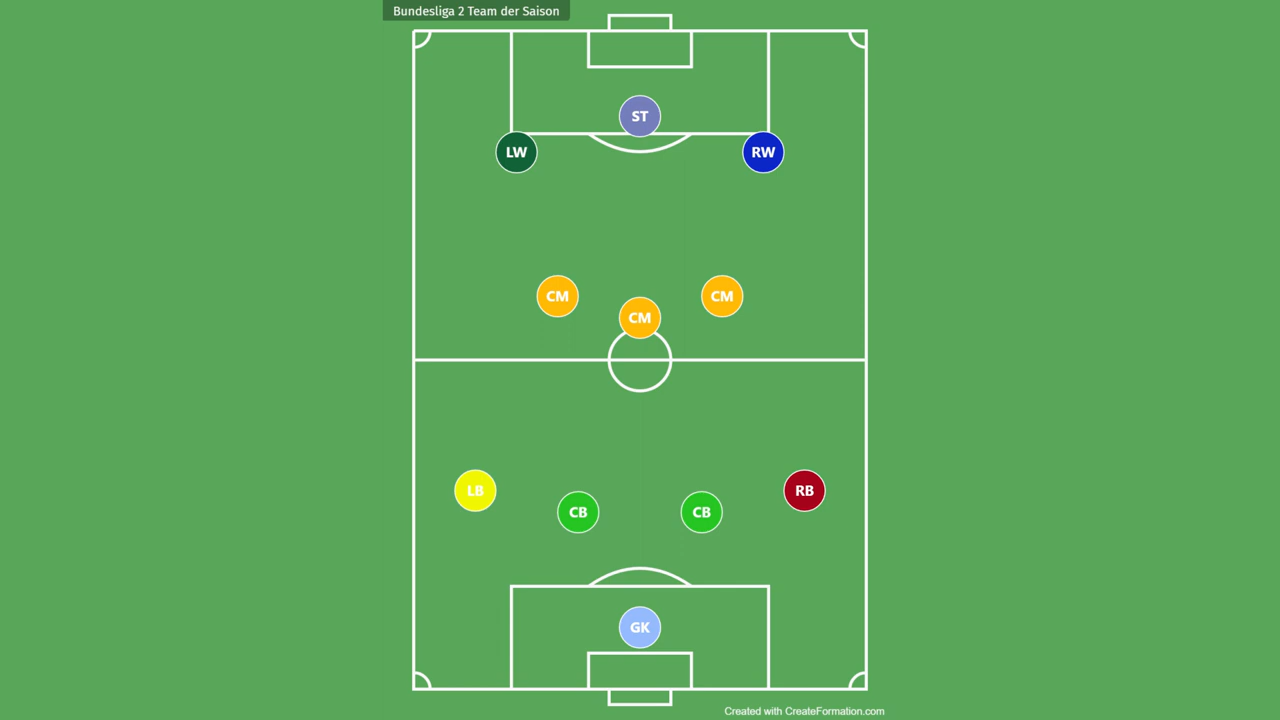 Bundesliga 2 Team der Saison
ST
LW RW
CM CM
CM
LB RB
CB CB
GK
Created with CreateFormation.com